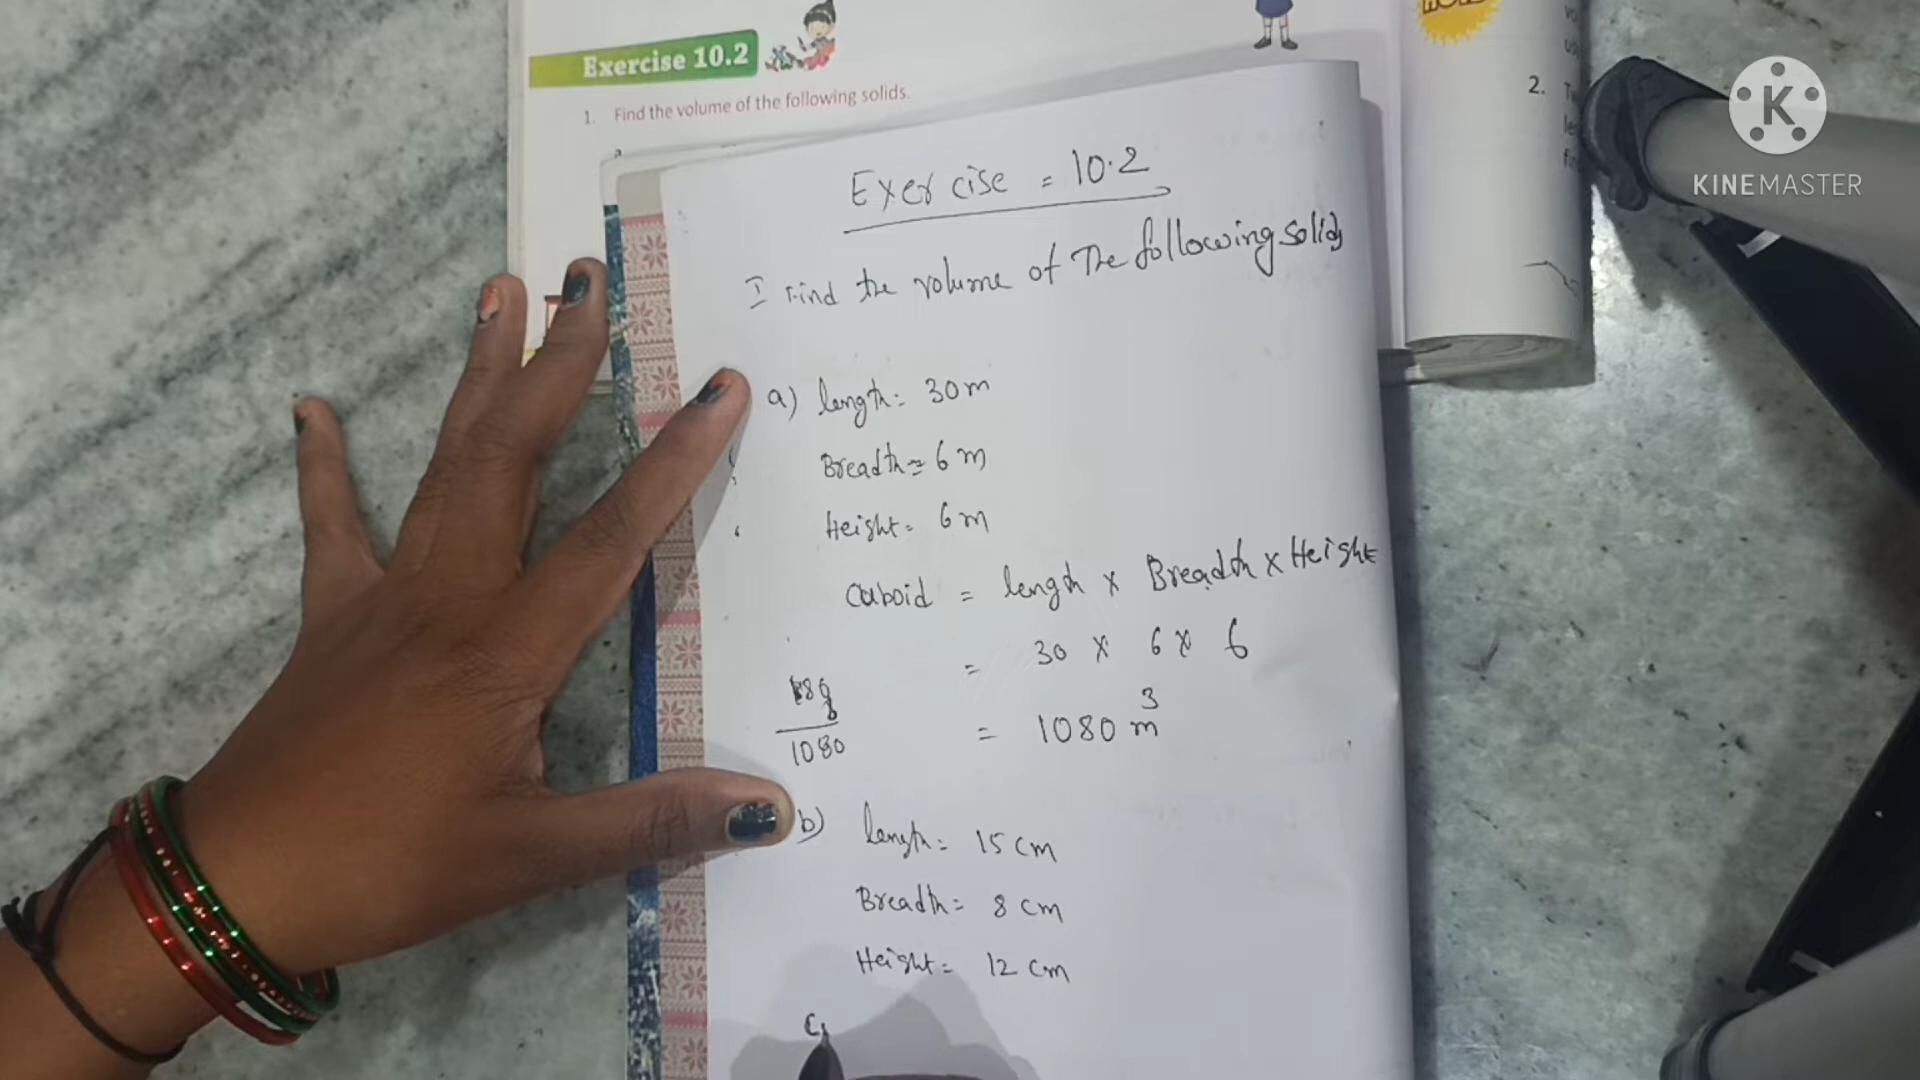 Exercise 10.2
1. Find the volume of the following solids.
a
2.
KINEMASTER
Exercise = 10.2
I Find the volume of The following solids
a) length = 30 m
Breadth = 6 m
Height = 6 m
Cuboid = length x Breadth x Height
= 30 x 6 x 6
180
6
1080
= 1080 m³
b) length = 15 cm
Breadth = 8 cm
Height = 12 cm